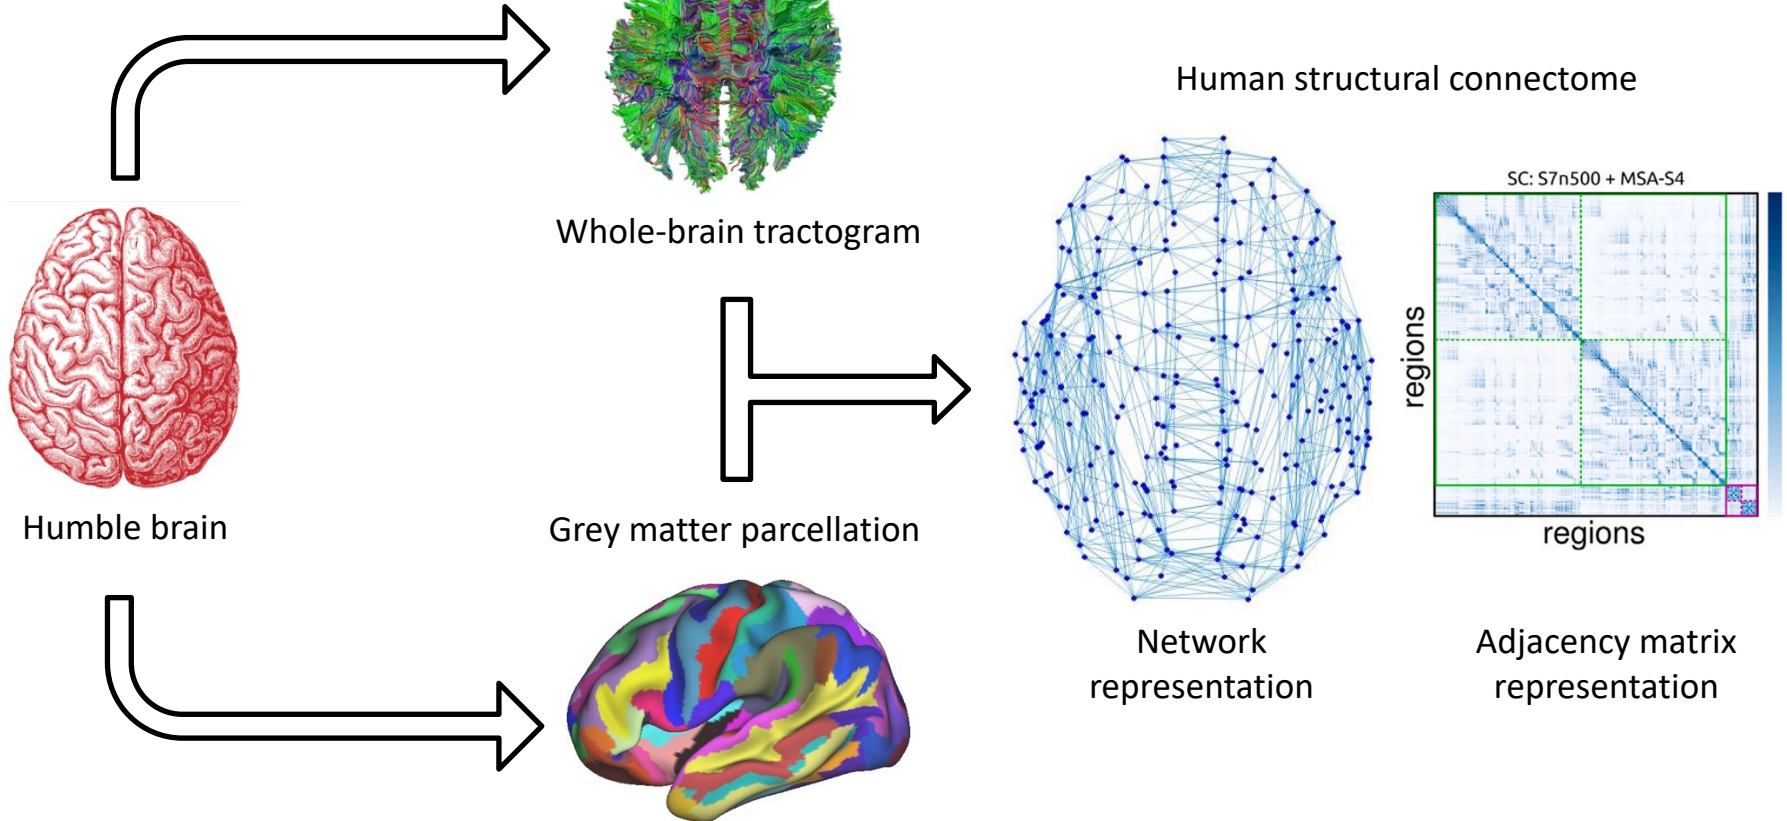 Human structural connectome
SC: S7n500 + MSA-S4
Whole-brain tractogram
regions
regions
Humble brain
Grey matter parcellation
Network
representation
Adjacency matrix
representation